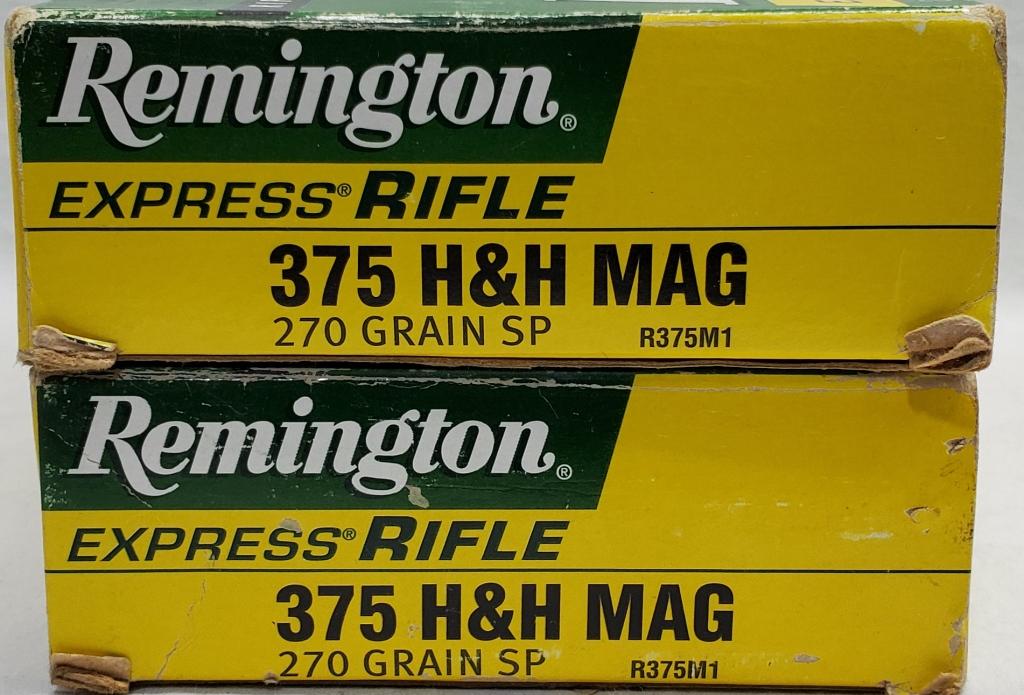 Remington®
EXPRESS® RIFLE
375 H&H MAG
270 GRAIN SP R375M1
Remington®
EXPRESS® RIFLE
375 H&H MAG
270 GRAIN SP R375M1